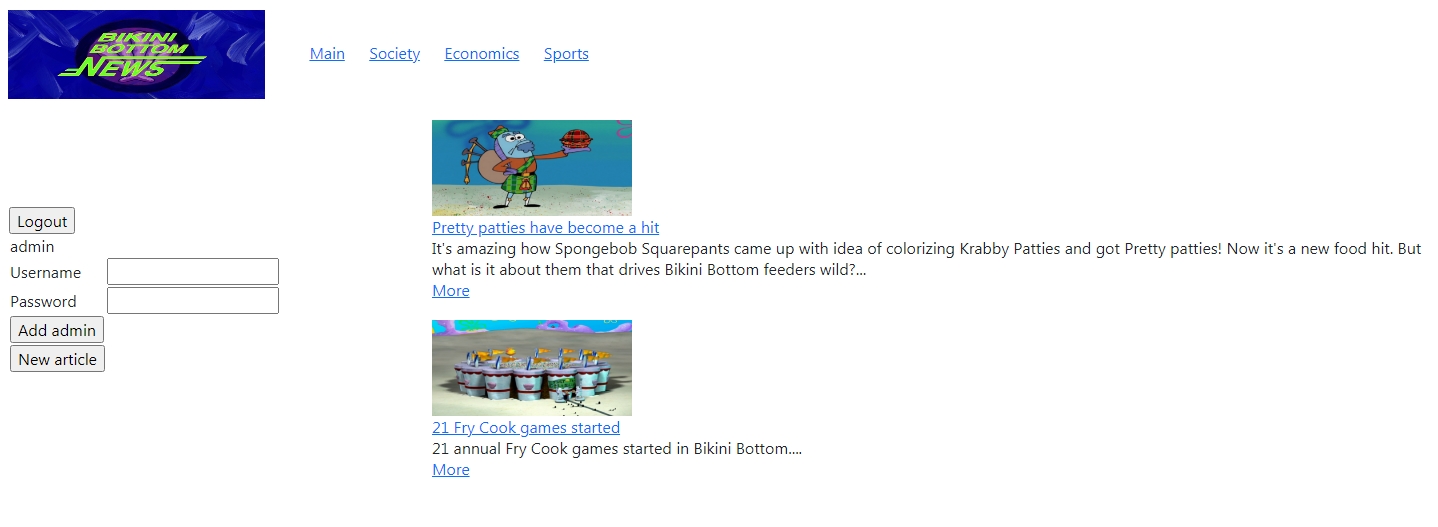 BIKINI
BOTTOM
NEWS
Main Society Economics Sports
Logout
admin
Username
Password
Add admin
New article
Pretty patties have become a hit
It's amazing how Spongebob Squarepants came up with idea of colorizing Krabby Patties and got Pretty patties! Now it's a new food hit. But
what is it about them that drives Bikini Bottom feeders wild?...
More
21 Fry Cook games started
21 annual Fry Cook games started in Bikini Bottom....
More